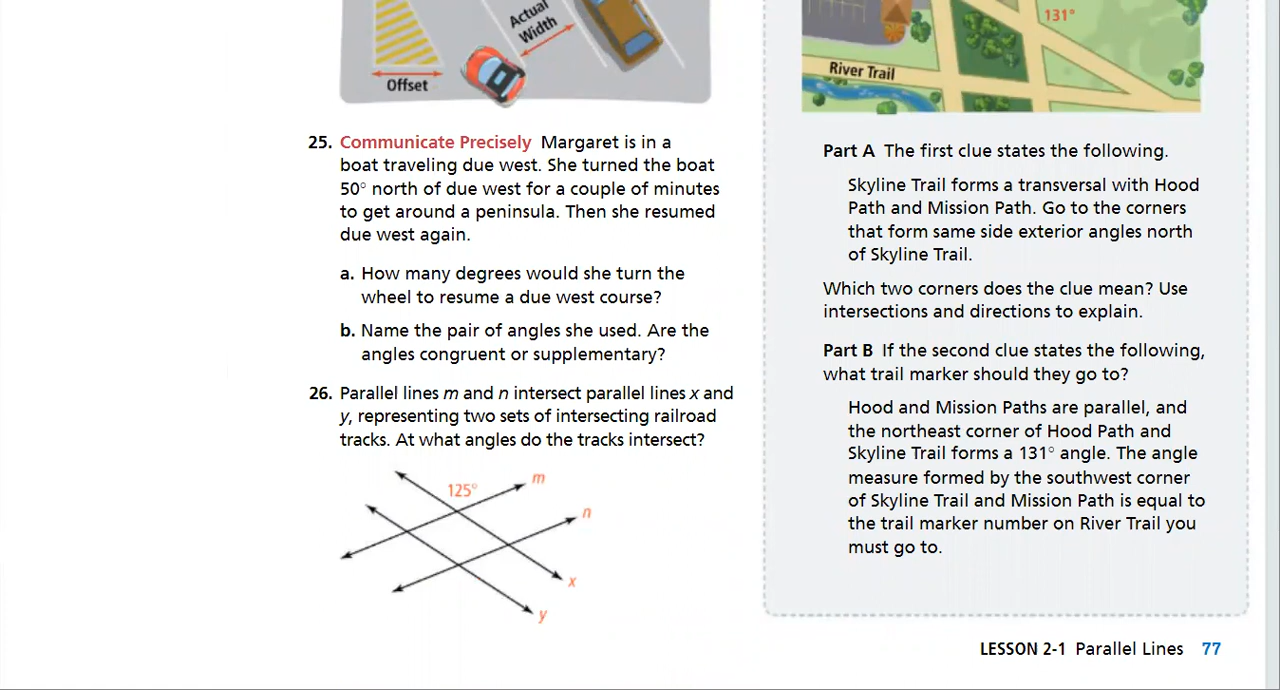 Actual
Width
Offset
25. Communicate Precisely Margaret is in a
boat traveling due west. She turned the boat
50° north of due west for a couple of minutes
to get around a peninsula. Then she resumed
due west again.
a. How many degrees would she turn the
wheel to resume a due west course?
b. Name the pair of angles she used. Are the
angles congruent or supplementary?
26. Parallel lines m and n intersect parallel lines x and
y, representing two sets of intersecting railroad
tracks. At what angles do the tracks intersect?
125°
m
n
x
y
131°
River Trail
Part A The first clue states the following.
Skyline Trail forms a transversal with Hood
Path and Mission Path. Go to the corners
that form same side exterior angles north
of Skyline Trail.
Which two corners does the clue mean? Use
intersections and directions to explain.
Part B If the second clue states the following,
what trail marker should they go to?
Hood and Mission Paths are parallel, and
the northeast corner of Hood Path and
Skyline Trail forms a 131° angle. The angle
measure formed by the southwest corner
of Skyline Trail and Mission Path is equal to
the trail marker number on River Trail you
must go to.
LESSON 2-1 Parallel Lines 77